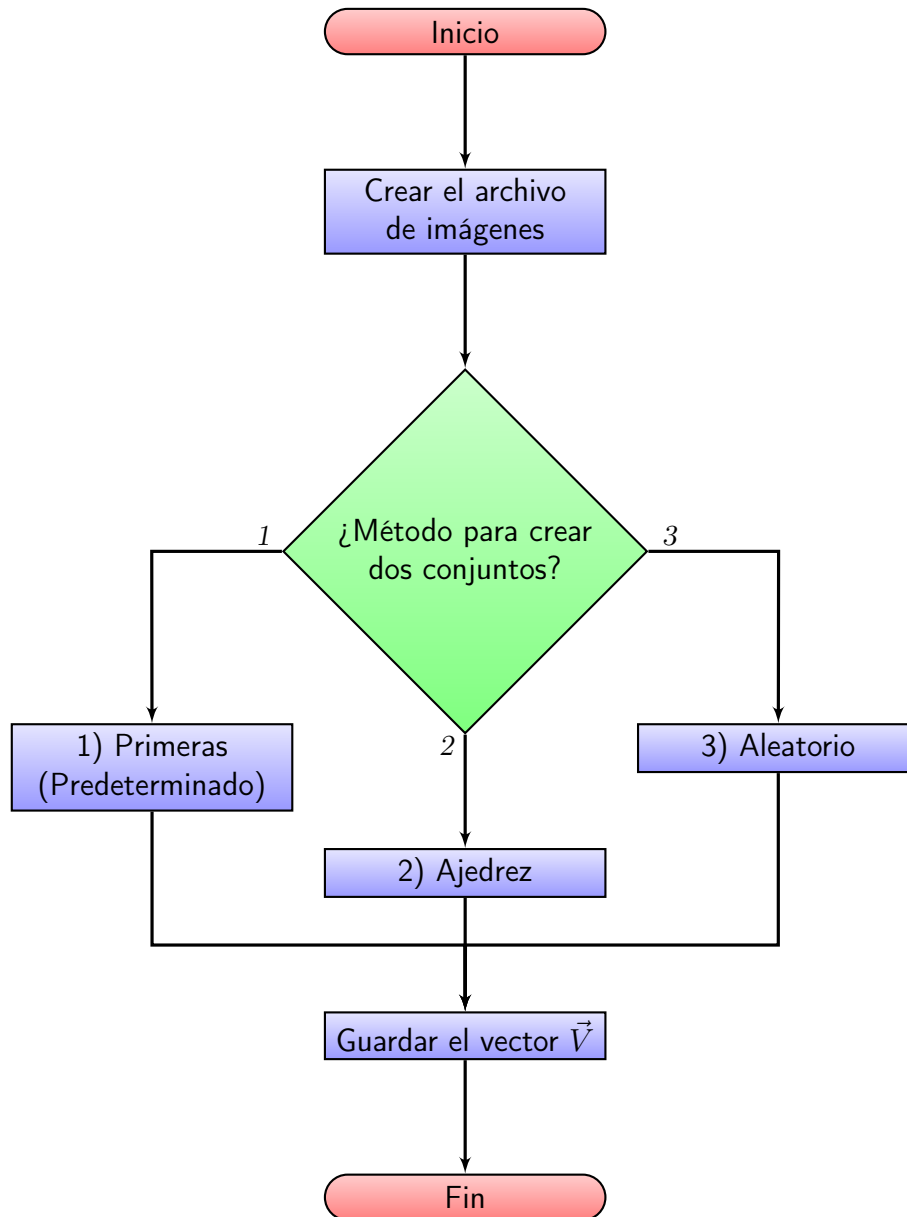 Inicio
Crear el archivo
de imágenes
¿Método para crear
dos conjuntos?
1
3
2
1) Primeras
(Predeterminado)
3) Aleatorio
2) Ajedrez
Guardar el vector $\vec{V}$
Fin